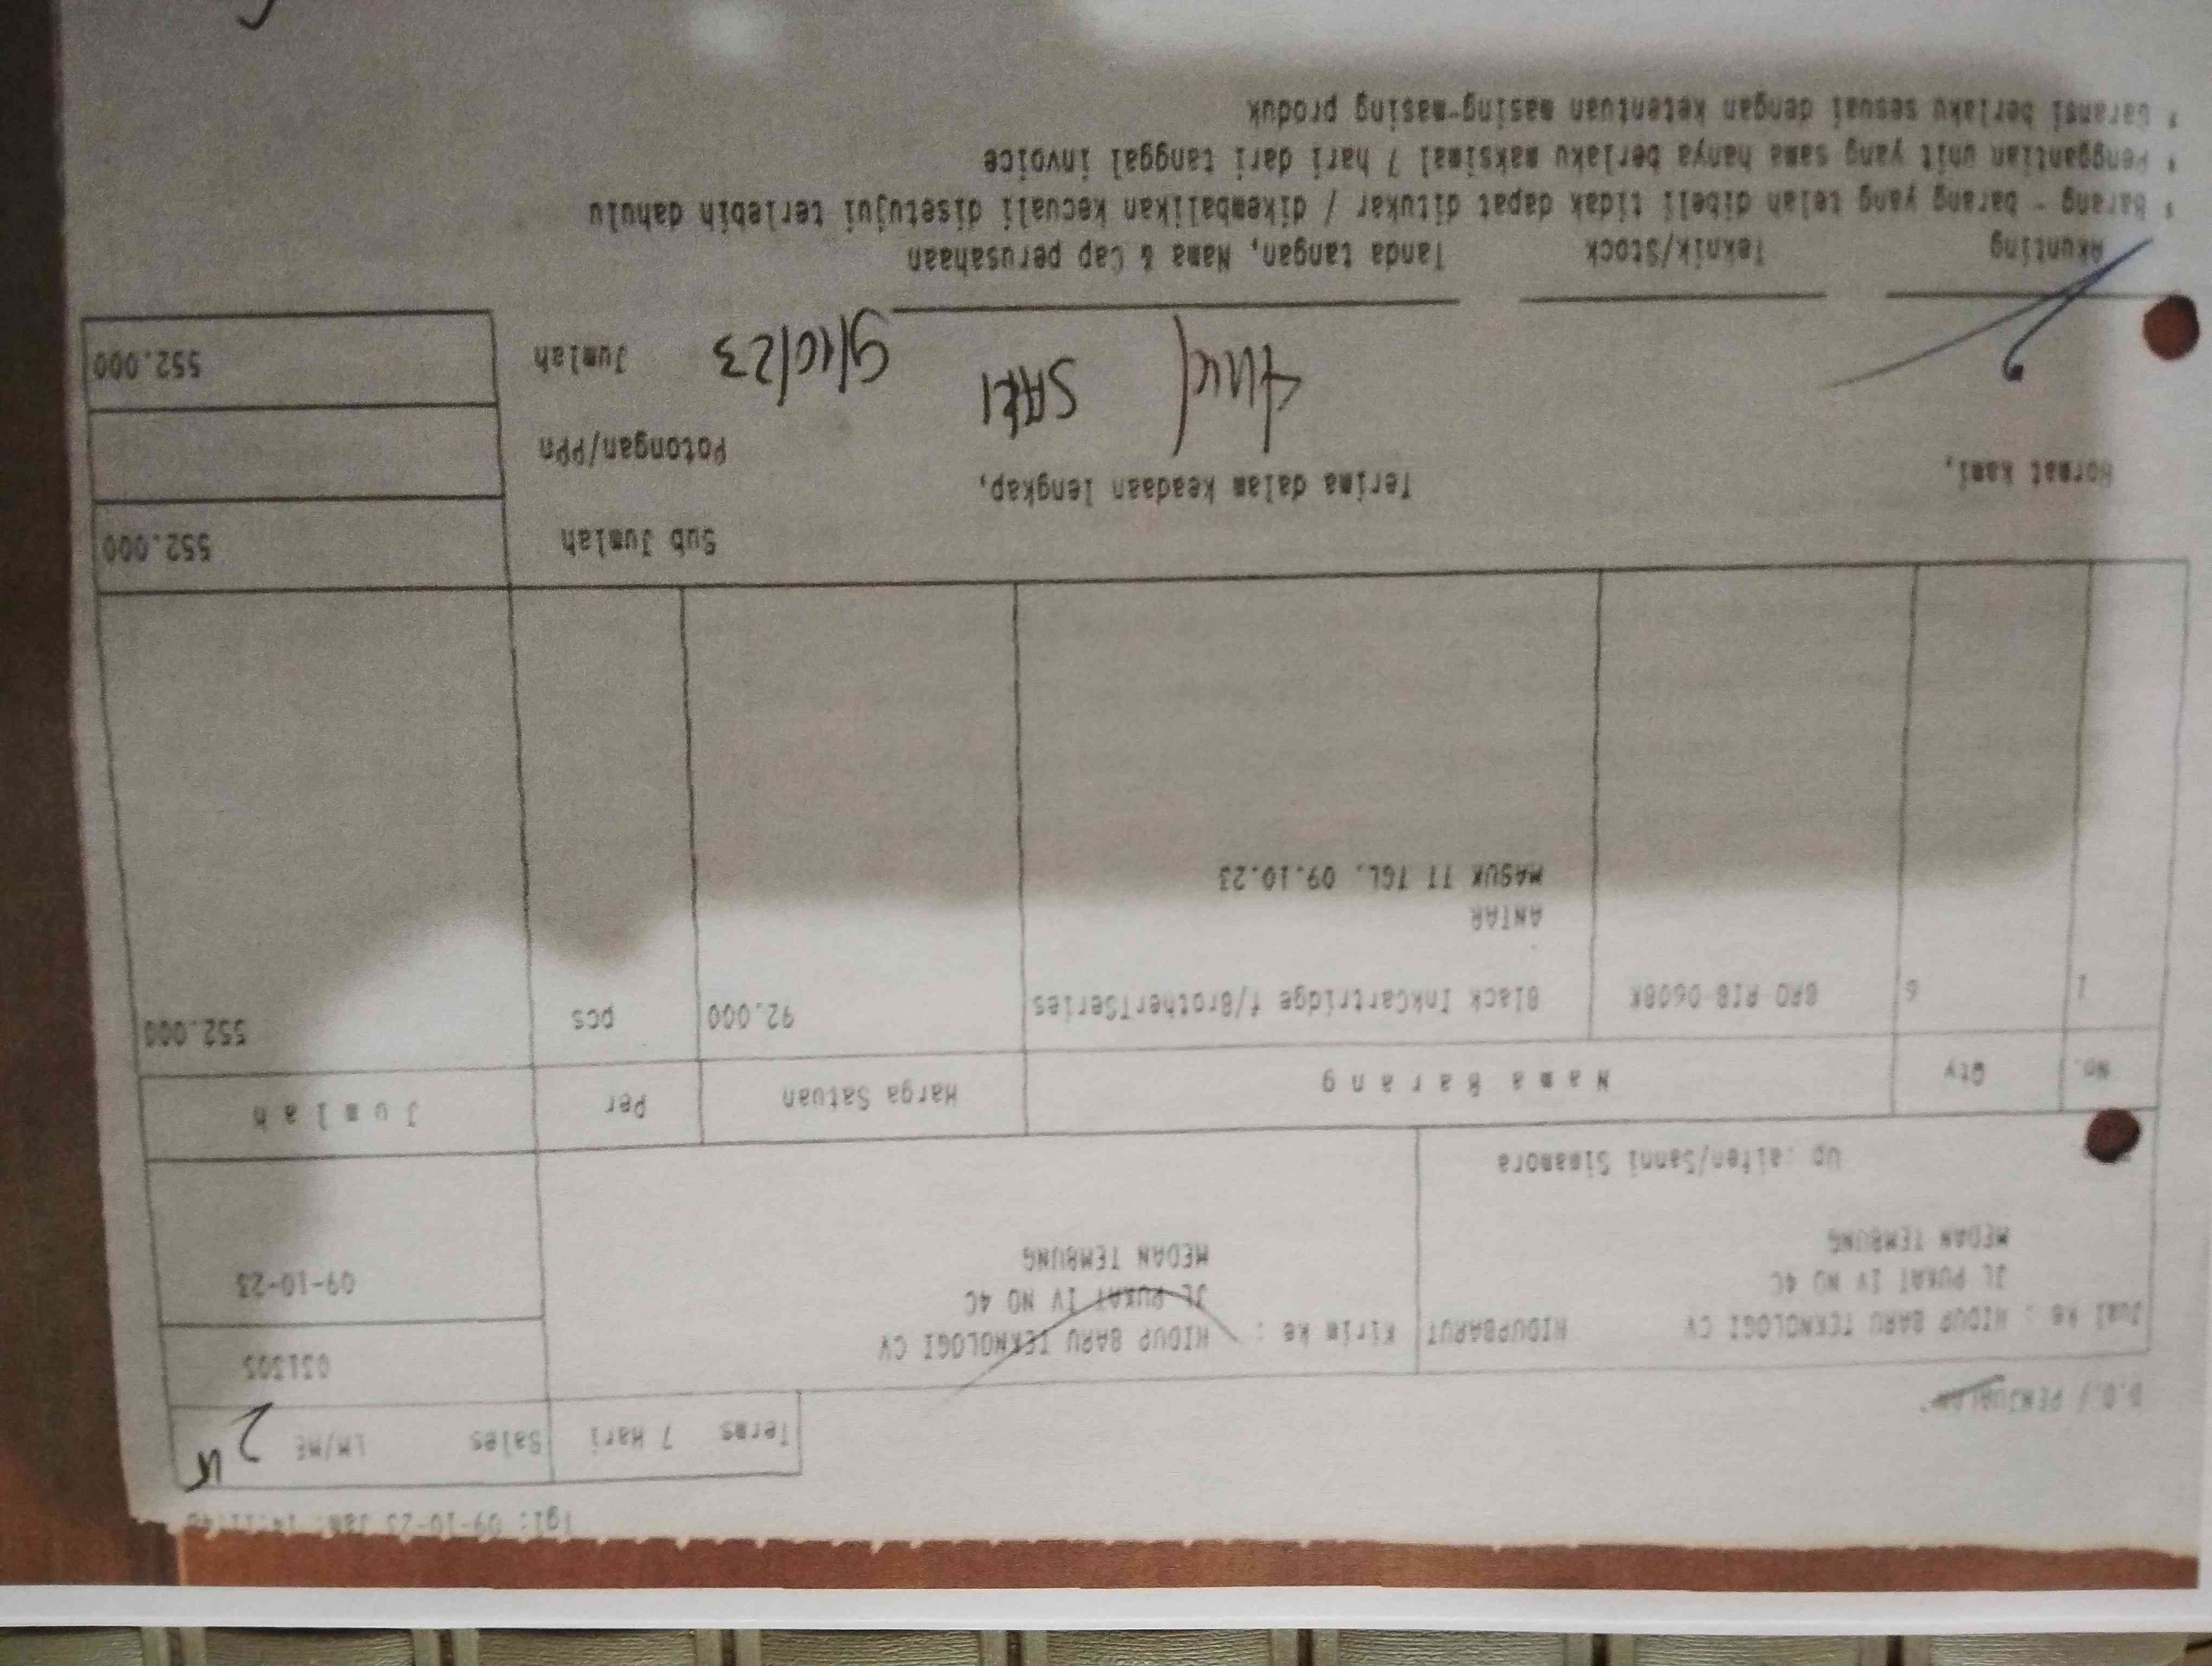 Tgl: 09-10-23 Jam: 14:11:48
Terms 7 Hari Sales LM/ME
D.O./ PENJUALAN
031505
Jual ke : HIDUP BARU TEKNOLOGI CV HIDUPBARUT Kirim ke : HIDUP BARU TEKNOLOGI CV
JL PUKAT IV NO 4C JL PUKAT IV NO 4C
09-10-23
MEDAN TEMBUNG MEDAN TEMBUNG
Up :alfen/Sanni Simamora
No. Qty Nama Barang Harga Satuan Per Jumlah
1 6 BRO-RIB-060BK Black InkCartridge f/BrotherTSeries 92.000 pcs 552.000
ANTAR
MASUK TT TGL. 09.10.23
Sub Jumlah 552.000
Hormat kami, Terima dalam keadaan lengkap,
Potongan/PPn
SARI 9/10/23
Jumlah 552.000
Akunting Teknik/Stock Tanda tangan, Nama & Cap perusahaan
* Barang - barang yang telah dibeli tidak dapat ditukar / dikembalikan kecuali disetujui terlebih dahulu
* Penggantian unit yang sama hanya berlaku maksimal 7 hari dari tanggal invoice
* Garansi berlaku sesuai dengan ketentuan masing-masing produk